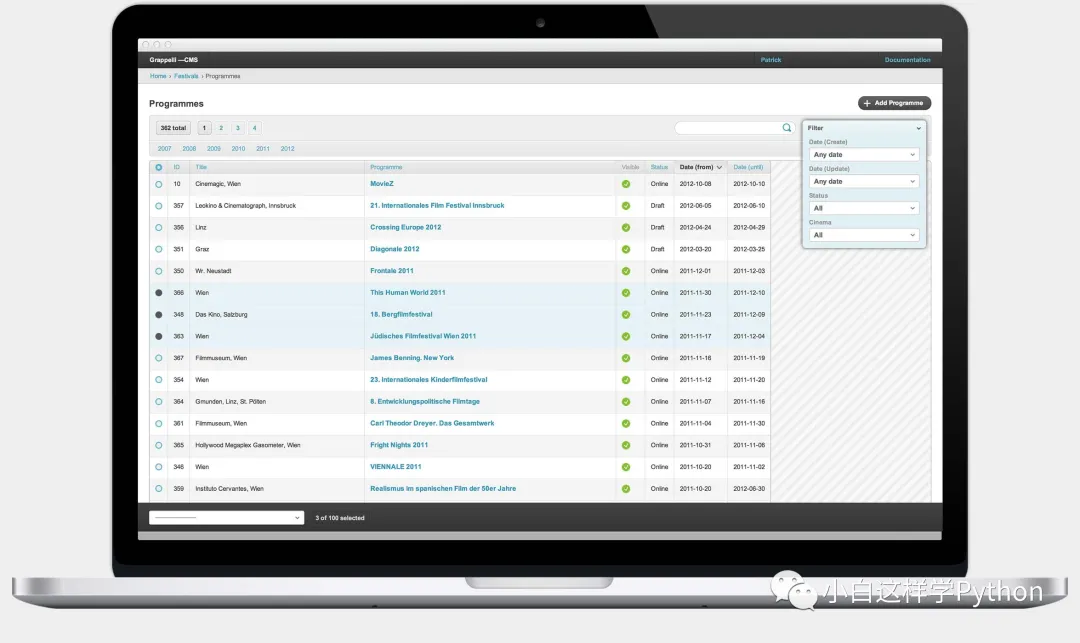 Grappelli —CMS Patrick Documentation
Home › Festivals › Programmes
Programmes
+ Add Programme
362 total 1 2 3 4
2007 2008 2009 2010 2011 2012
ID Title Programme Visible Status Date (from) Date (until)
10 Cinemagic, Wien MovieZ Online 2012-10-08 2012-10-10
357 Leokino & Cinematograph, Innsbruck 21. Internationales Film Festival Innsbruck Draft 2012-06-05 2012-06-10
356 Linz Crossing Europe 2012 Draft 2012-04-24 2012-04-29
351 Graz Diagonale 2012 Draft 2012-03-20 2012-03-25
350 Wr. Neustadt Frontale 2011 Online 2011-12-01 2011-12-03
366 Wien This Human World 2011 Online 2011-11-30 2011-12-10
348 Das Kino, Salzburg 18. Bergfilmfestival Online 2011-11-23 2011-12-09
363 Wien Jüdisches Filmfestival Wien 2011 Online 2011-11-17 2011-12-04
367 Filmmuseum, Wien James Benning. New York Online 2011-11-16 2011-11-19
354 Wien 23. Internationales Kinderfilmfestival Online 2011-11-12 2011-11-20
364 Gmunden, Linz, St. Pölten 8. Entwicklungspolitische Filmtage Online 2011-11-07 2011-11-16
361 Filmmuseum, Wien Carl Theodor Dreyer. Das Gesamtwerk Online 2011-11-04 2011-11-30
365 Hollywood Megaplex Gasometer, Wien Fright Nights 2011 Online 2011-10-31 2011-11-06
346 Wien VIENNALE 2011 Online 2011-10-20 2011-11-02
359 Instituto Cervantes, Wien Realismus im spanischen Film der 50er Jahre Online 2011-10-20 2012-06-30
Filter
Date (Create)
Any date
Date (Update)
Any date
Status
All
Cinema
All
3 of 100 selected
小白这样学Python